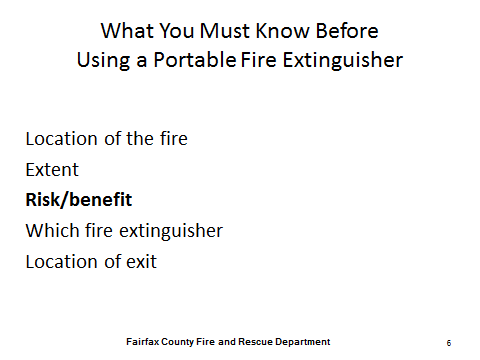 What You Must Know Before
Using a Portable Fire Extinguisher
Location of the fire
Extent
Risk/benefit
Which fire extinguisher
Location of exit
Fairfax County Fire and Rescue Department
6